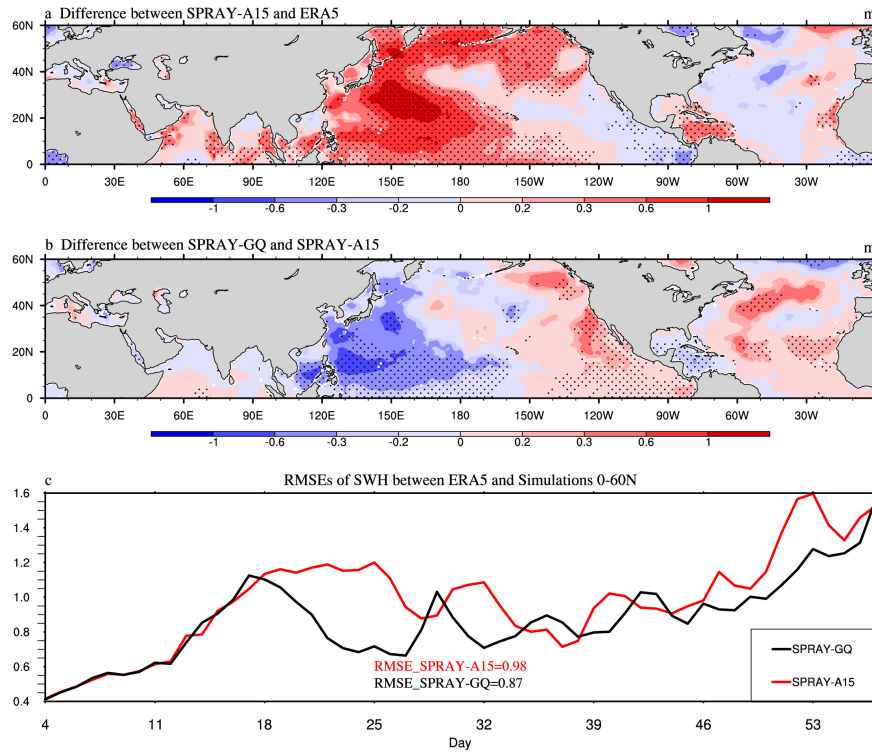 a Difference between SPRAY-A15 and ERA5 m
60N
40N
20N
0
0 30E 60E 90E 120E 150E 180 150W 120W 90W 60W 30W
-1 -0.6 -0.3 -0.2 0 0.2 0.3 0.6 1
b Difference between SPRAY-GQ and SPRAY-A15 m
60N
40N
20N
0
0 30E 60E 90E 120E 150E 180 150W 120W 90W 60W 30W
-1 -0.6 -0.3 -0.2 0 0.2 0.3 0.6 1
c RMSEs of SWH between ERA5 and Simulations 0-60N
1.6
1.4
1.2
1.0
0.8
0.6
0.4
RMSE_SPRAY-A15=0.98
RMSE_SPRAY-GQ=0.87
SPRAY-GQ
SPRAY-A15
4 11 18 25 32 39 46 53
Day